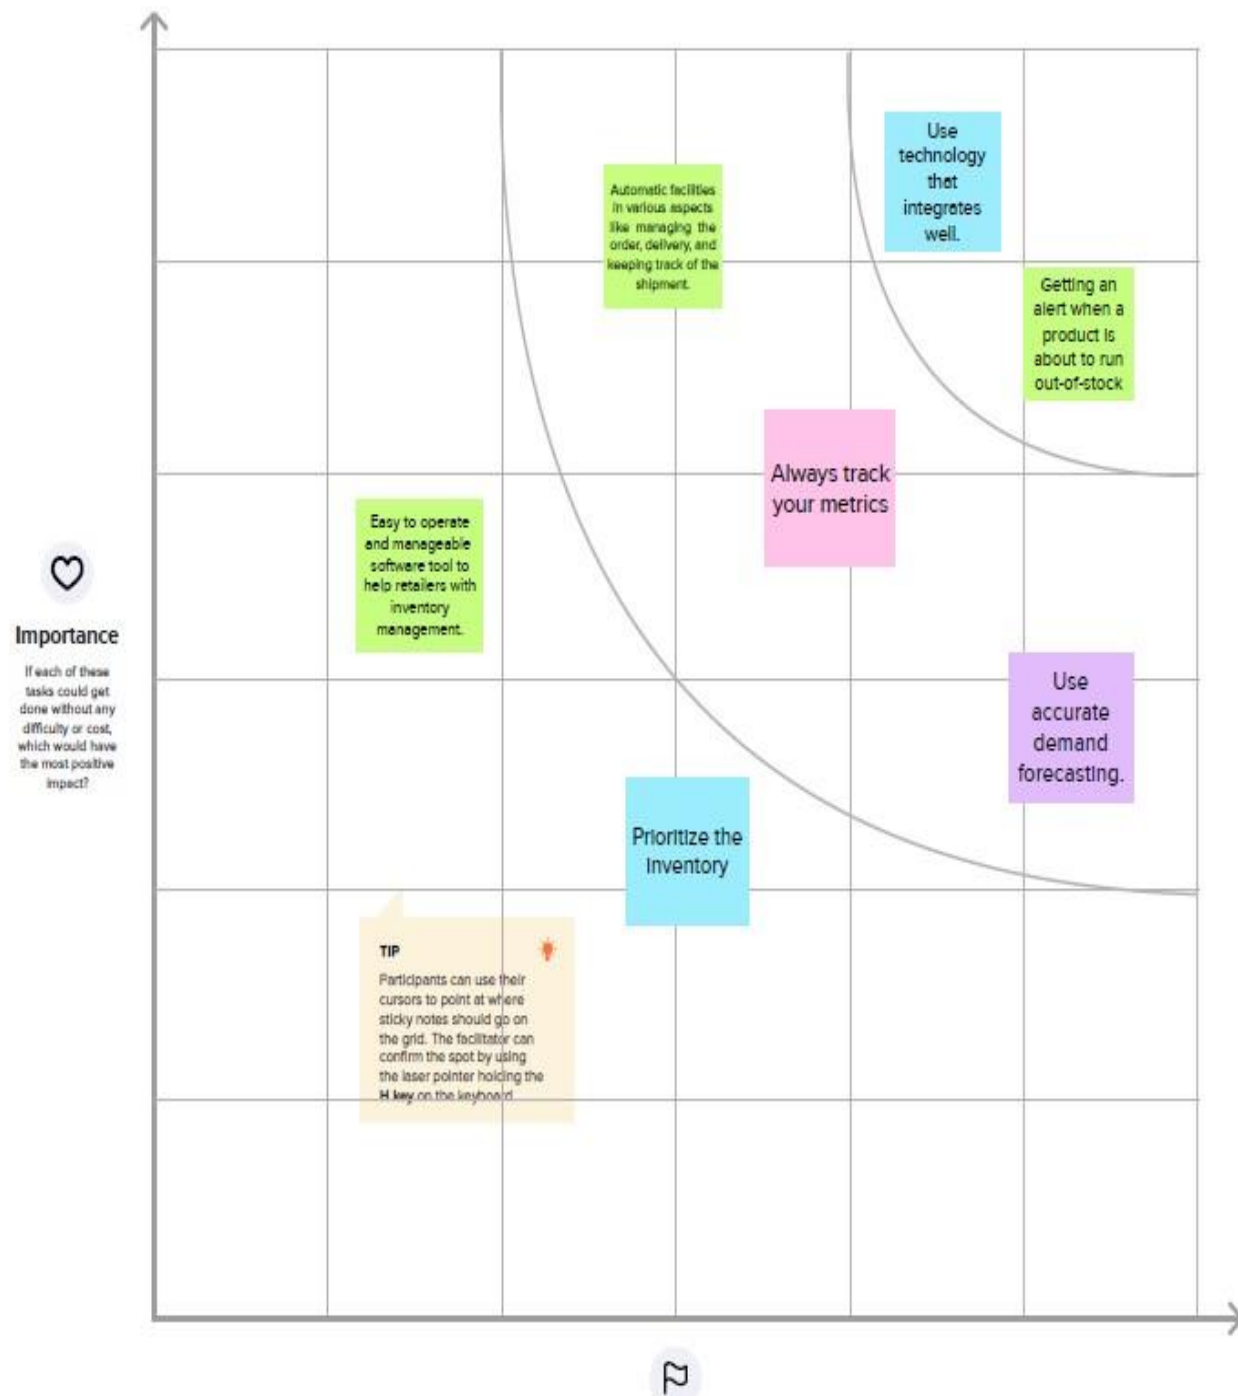 Use
technology
that
integrates
well.
Automatic facilities
in various aspects
like managing the
order, delivery, and
keeping track of the
shipment.
Getting an
alert when a
product is
about to run
out-of-stock
Always track
your metrics
Easy to operate
and manageable
software tool to
help retailers with
inventory
management.
Importance
If each of these
tasks could get
done without any
difficulty or cost,
which would have
the most positive
impact?
Use
accurate
demand
forecasting.
Prioritize the
inventory
TIP
Participants can use their
cursors to point at where
sticky notes should go on
the grid. The facilitator can
confirm the spot by using
the laser pointer holding the
H key on the keyboard.